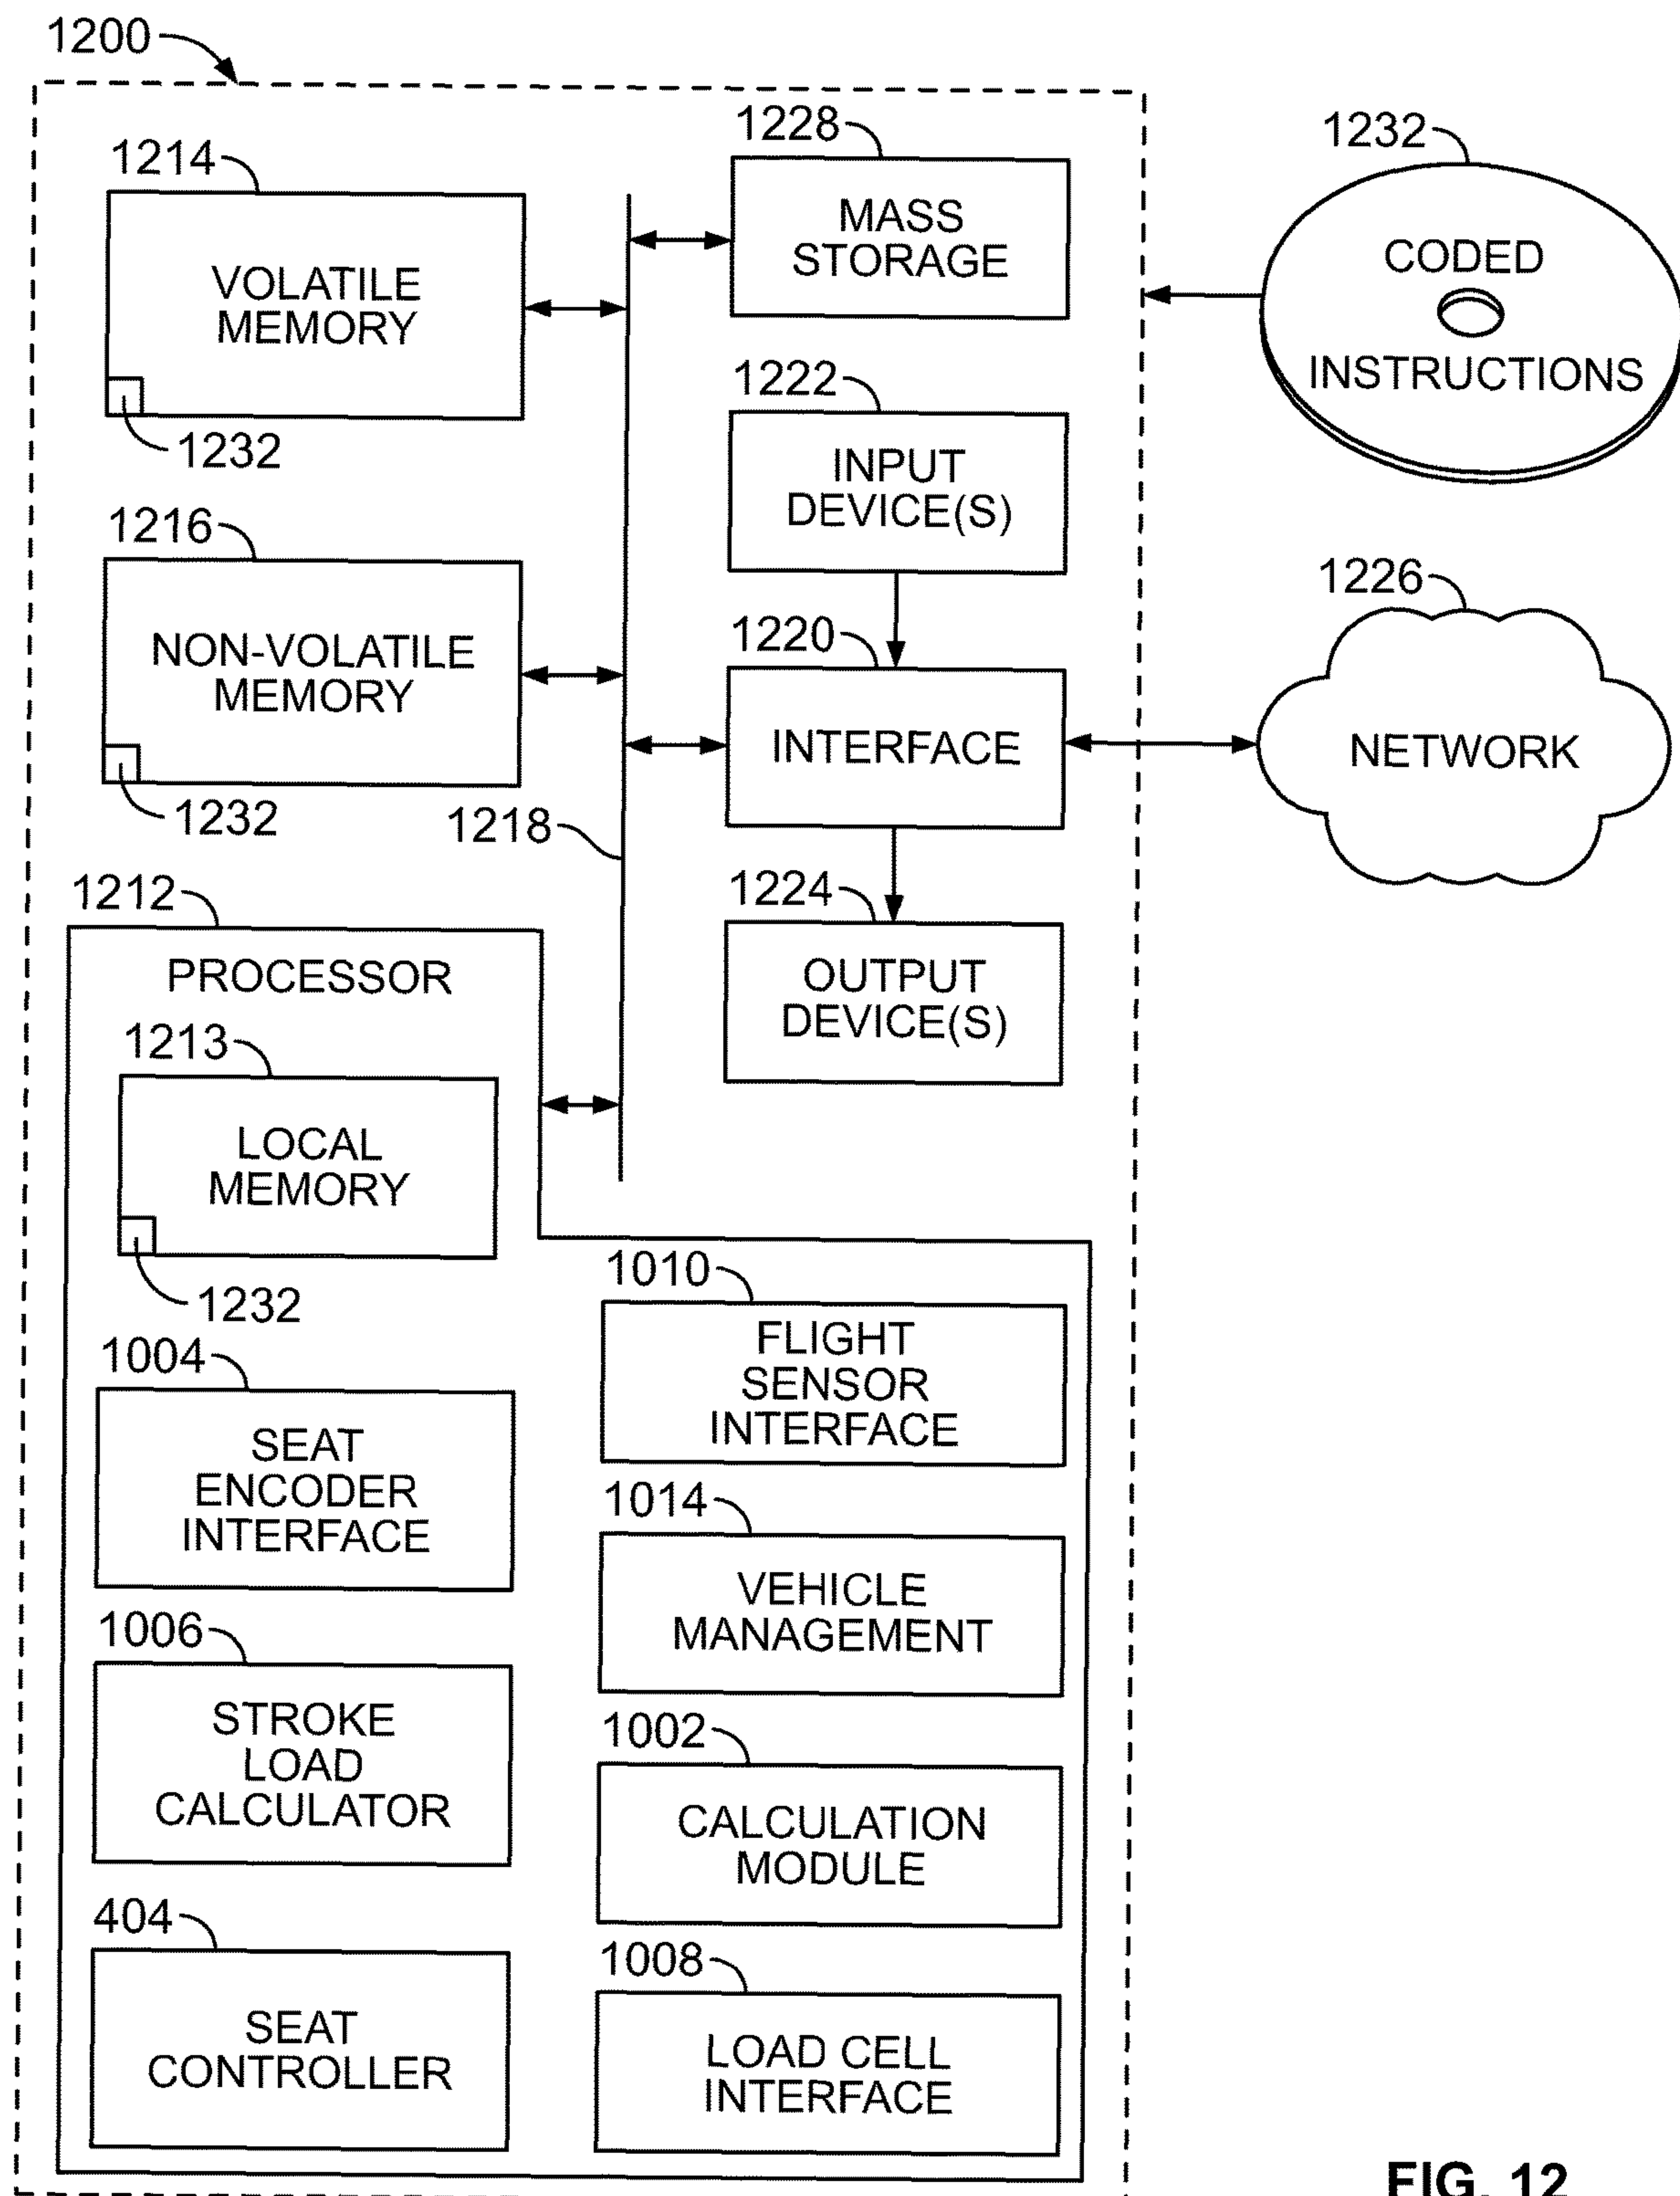 1200
1228
MASS
STORAGE
1214
VOLATILE
MEMORY
1232
1232
CODED
INSTRUCTIONS
1222
INPUT
DEVICE(S)
1216
NON-VOLATILE
MEMORY
1232
1220
INTERFACE
1226
NETWORK
1218
1224
OUTPUT
DEVICE(S)
1212
PROCESSOR
1213
LOCAL
MEMORY
1232
1004
SEAT
ENCODER
INTERFACE
1006
STROKE
LOAD
CALCULATOR
404
SEAT
CONTROLLER
1010
FLIGHT
SENSOR
INTERFACE
1014
VEHICLE
MANAGEMENT
1002
CALCULATION
MODULE
1008
LOAD CELL
INTERFACE
FIG. 12